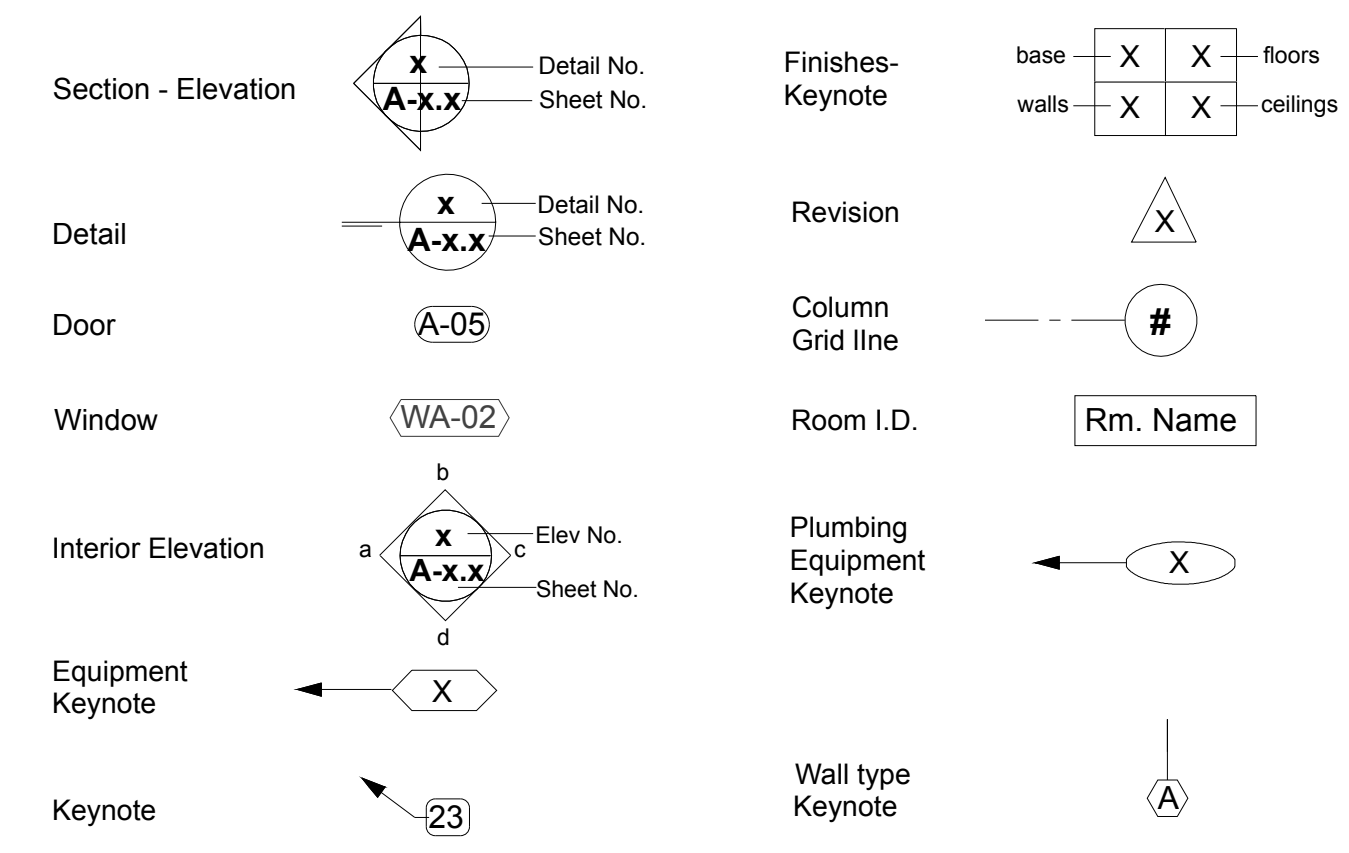 Section - Elevation
x
A-x.x
Detail No.
Sheet No.
Detail
x
A-x.x
Detail No.
Sheet No.
Door
A-05
Window
WA-02
Interior Elevation
b
a
x
A-x.x
c
d
Elev No.
Sheet No.
Equipment
Keynote
X
Keynote
23
Finishes-
Keynote
base
X
X
floors
walls
X
X
ceilings
Revision
X
Column
Grid lIne
#
Room I.D.
Rm. Name
Plumbing
Equipment
Keynote
X
Wall type
Keynote
A